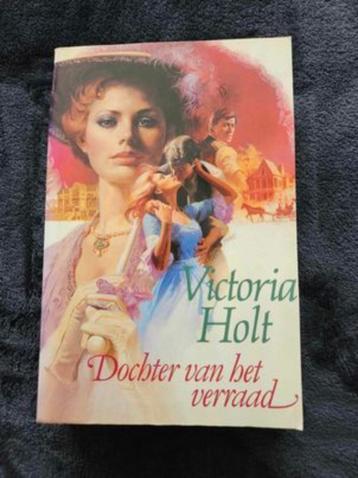 Victoria
Holt
Dochter van het
verraad